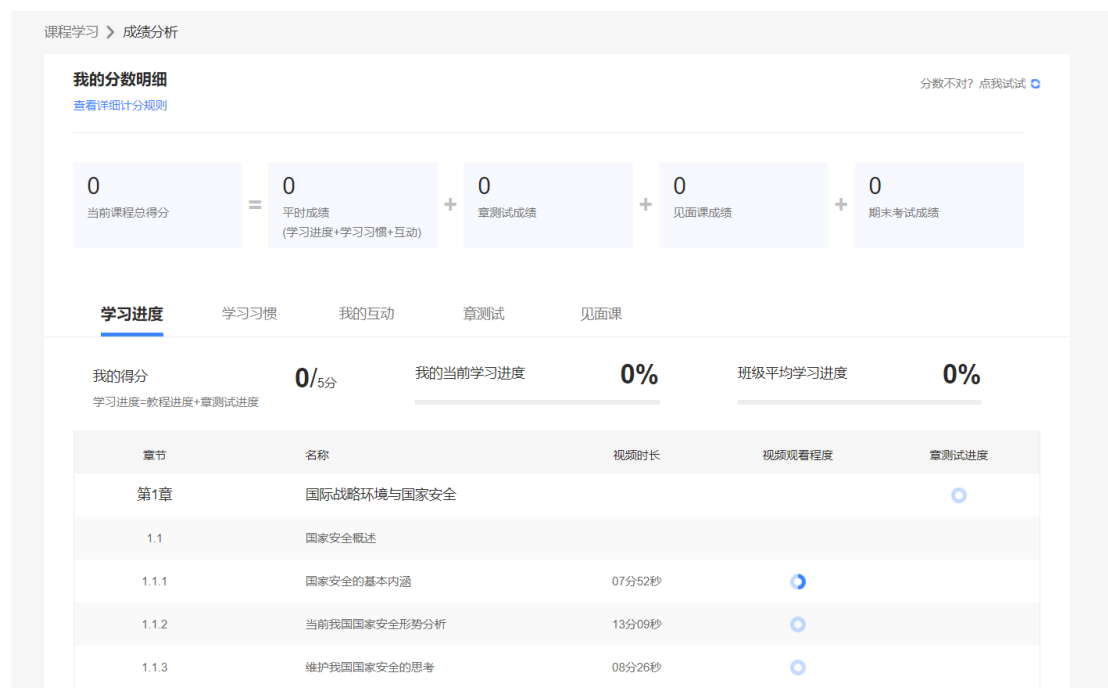 课程学习 > 成绩分析
我的分数明细
分数不对？点我试试
查看详细计分规则
0 = 0 + 0 + 0 + 0
当前课程总得分 平时成绩 章测试成绩 见面课成绩 期末考试成绩
(学习进度+学习习惯+互动)
学习进度 学习习惯 我的互动 章测试 见面课
我的得分 0/5分 我的当前学习进度 0% 班级平均学习进度 0%
学习进度=教程进度+章测试进度
章节 名称 视频时长 视频观看程度 章测试进度
第1章 国际战略环境与国家安全
1.1 国家安全概述
1.1.1 国家安全的基本内涵 07分52秒
1.1.2 当前我国国家安全形势分析 13分09秒
1.1.3 维护我国国家安全的思考 08分26秒